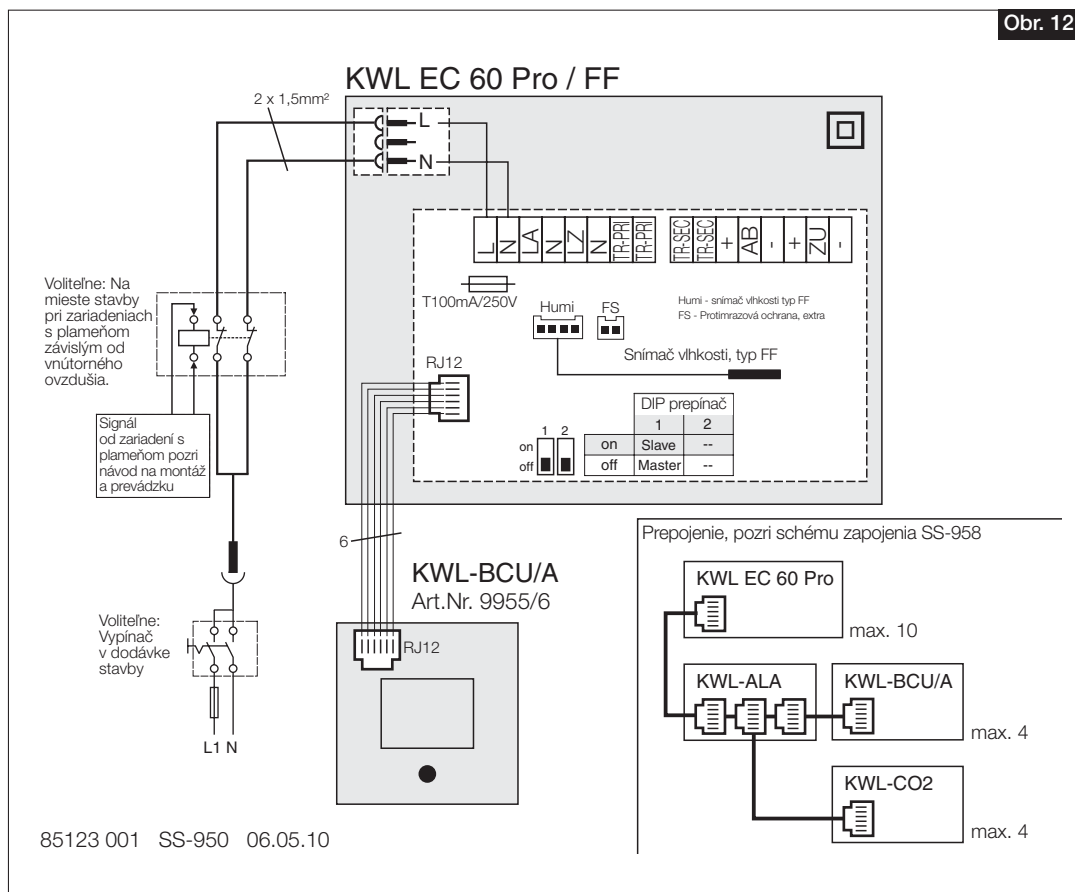 Obr. 12
KWL EC 60 Pro / FF
2 x 1,5mm²
L
N
L
N
LA
N
LZ
N
TR-PRI
TR-PRI
TR-SEC
TR-SEC
+
AB
-
+
ZU
-
T100mA/250V
Humi
FS
Humi - snímač vlhkosti typ FF
FS - Protimrazová ochrana, extra
Snímač vlhkosti, typ FF
Voliteľne: Na
mieste stavby
pri zariadeniach
s plameňom
závislým od
vnútorného
ovzdušia.
RJ12
DIP prepínač
1 2
1 2
on
on Slave --
off
off Master --
Signál
od zariadení s
plameňom pozri
návod na montáž
a prevádzku
6
KWL-BCU/A
Art.Nr. 9955/6
RJ12
Voliteľne:
Vypínač
v dodávke
stavby
L1 N
Prepojenie, pozri schému zapojenia SS-958
KWL EC 60 Pro
max. 10
KWL-ALA
KWL-BCU/A
max. 4
KWL-CO2
max. 4
85123 001 SS-950 06.05.10